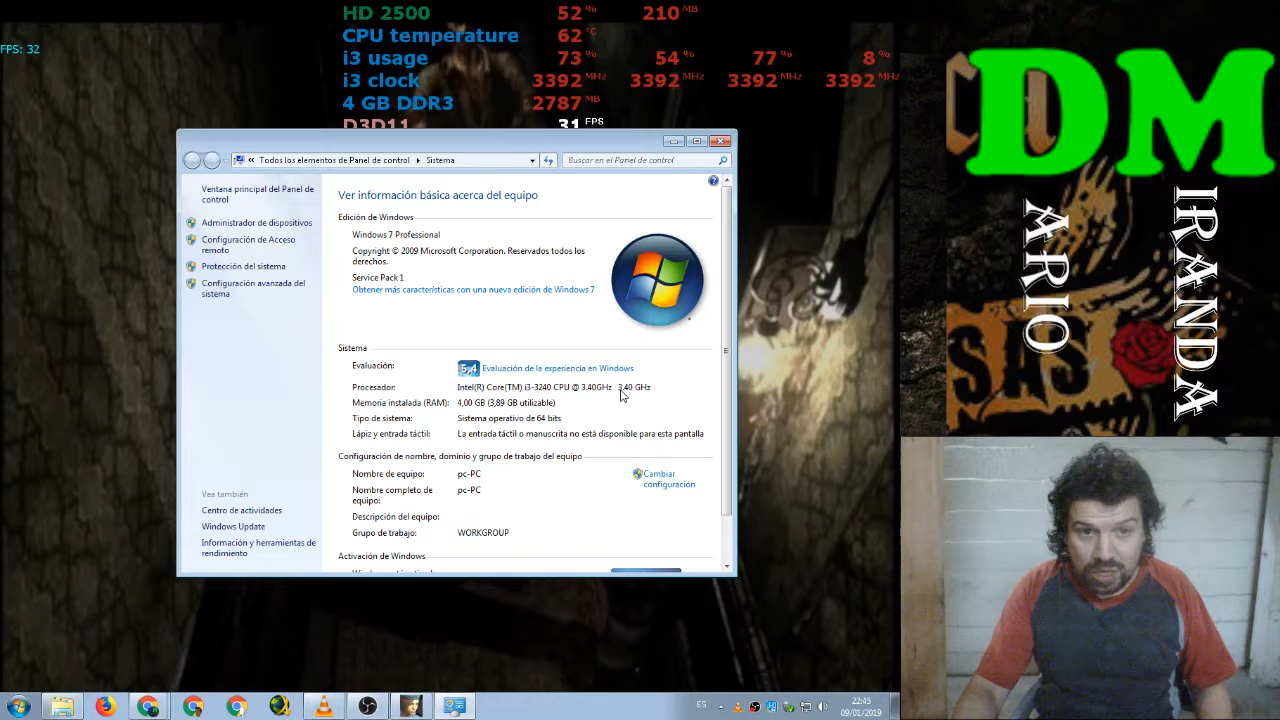 HD 2500 52 % 210 MB
FPS: 32
CPU temperature 62 °C
i3 usage 73 % 54 % 77 % 8 %
i3 clock 3392 MHz 3392 MHz 3392 MHz 3392 MHz
4 GB DDR3 2787 MB
D3D11 31 FPS
« Todos los elementos de Panel de control ▸ Sistema
Buscar en el Panel de control
Ventana principal del Panel de
control
Administrador de dispositivos
Configuración de Acceso
remoto
Protección del sistema
Configuración avanzada del
sistema
Vea también
Centro de actividades
Windows Update
Información y herramientas de
rendimiento
Ver información básica acerca del equipo
Edición de Windows
Windows 7 Professional
Copyright © 2009 Microsoft Corporation. Reservados todos los
derechos.
Service Pack 1
Obtener más características con una nueva edición de Windows 7
Sistema
Evaluación: 5,4 Evaluación de la experiencia en Windows
Procesador: Intel(R) Core(TM) i3-3240 CPU @ 3.40GHz 3.40 GHz
Memoria instalada (RAM): 4,00 GB (3,89 GB utilizable)
Tipo de sistema: Sistema operativo de 64 bits
Lápiz y entrada táctil: La entrada táctil o manuscrita no está disponible para esta pantalla
Configuración de nombre, dominio y grupo de trabajo del equipo
Nombre de equipo: pc-PC
Cambiar
configuración
Nombre completo de
equipo: pc-PC
Descripción del equipo:
Grupo de trabajo: WORKGROUP
Activación de Windows
DM
ARIO
IRANDA
SAS
ES
22:45
09/01/2019